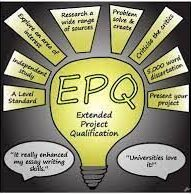 Explore an area of
interest
Research a
wide range
of sources
Problem
solve &
create
Criticise the
critics
Independent
study
5,000 word
dissertation
A Level
Standard
Present your
project
EPQ
Extended
Project
Qualification
"It really enhanced
my essay writing
skills."
"Universities love
it!"